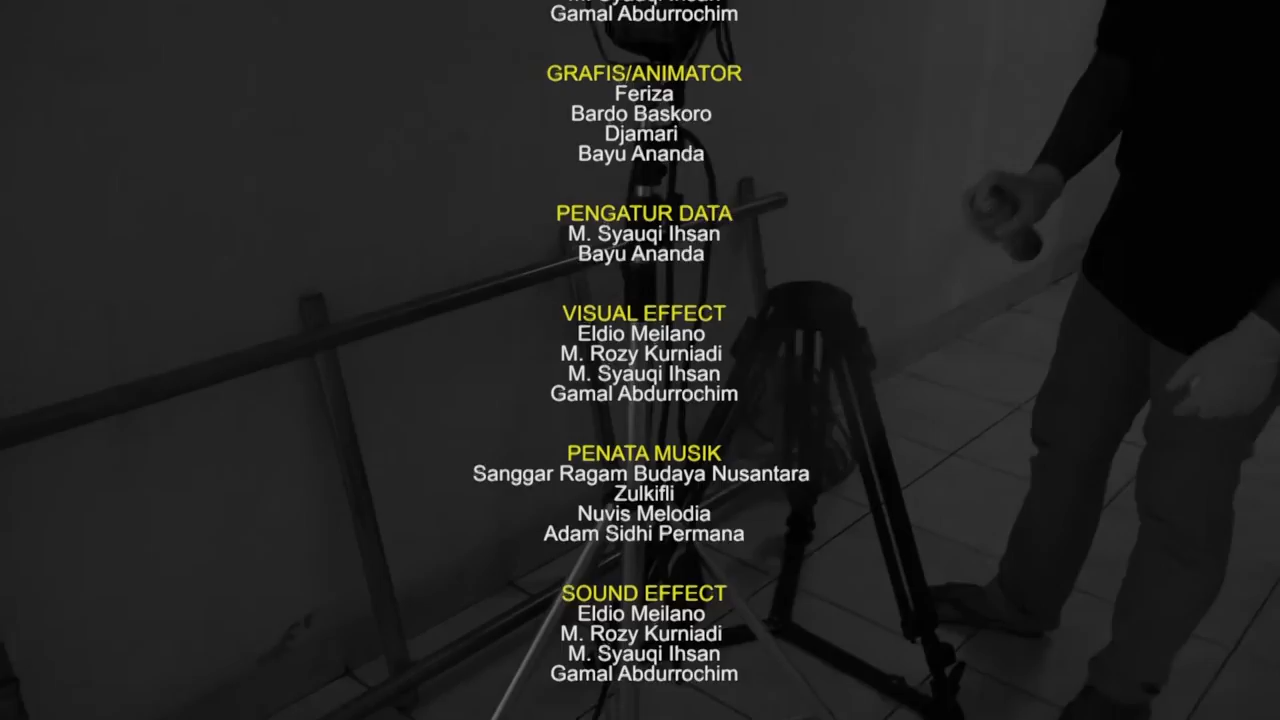 Gamal Abdurrochim
GRAFIS/ANIMATOR
Feriza
Bardo Baskoro
Djamari
Bayu Ananda
PENGATUR DATA
M. Syauqi Ihsan
Bayu Ananda
VISUAL EFFECT
Eldio Meilano
M. Rozy Kurniadi
M. Syauqi Ihsan
Gamal Abdurrochim
PENATA MUSIK
Sanggar Ragam Budaya Nusantara
Zulkifli
Nuvis Melodia
Adam Sidhi Permana
SOUND EFFECT
Eldio Meilano
M. Rozy Kurniadi
M. Syauqi Ihsan
Gamal Abdurrochim